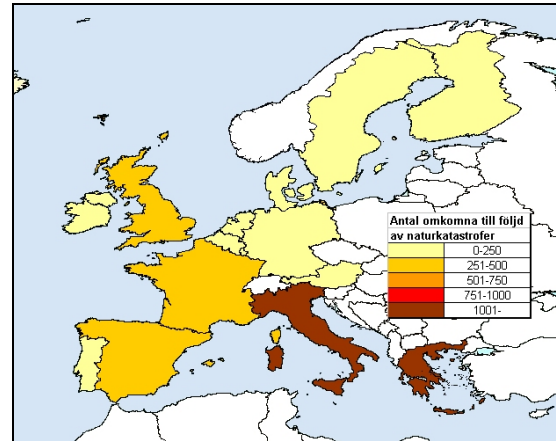 Antal omkomna till följd
av naturkatastrofer
0-250
251-500
501-750
751-1000
1001-